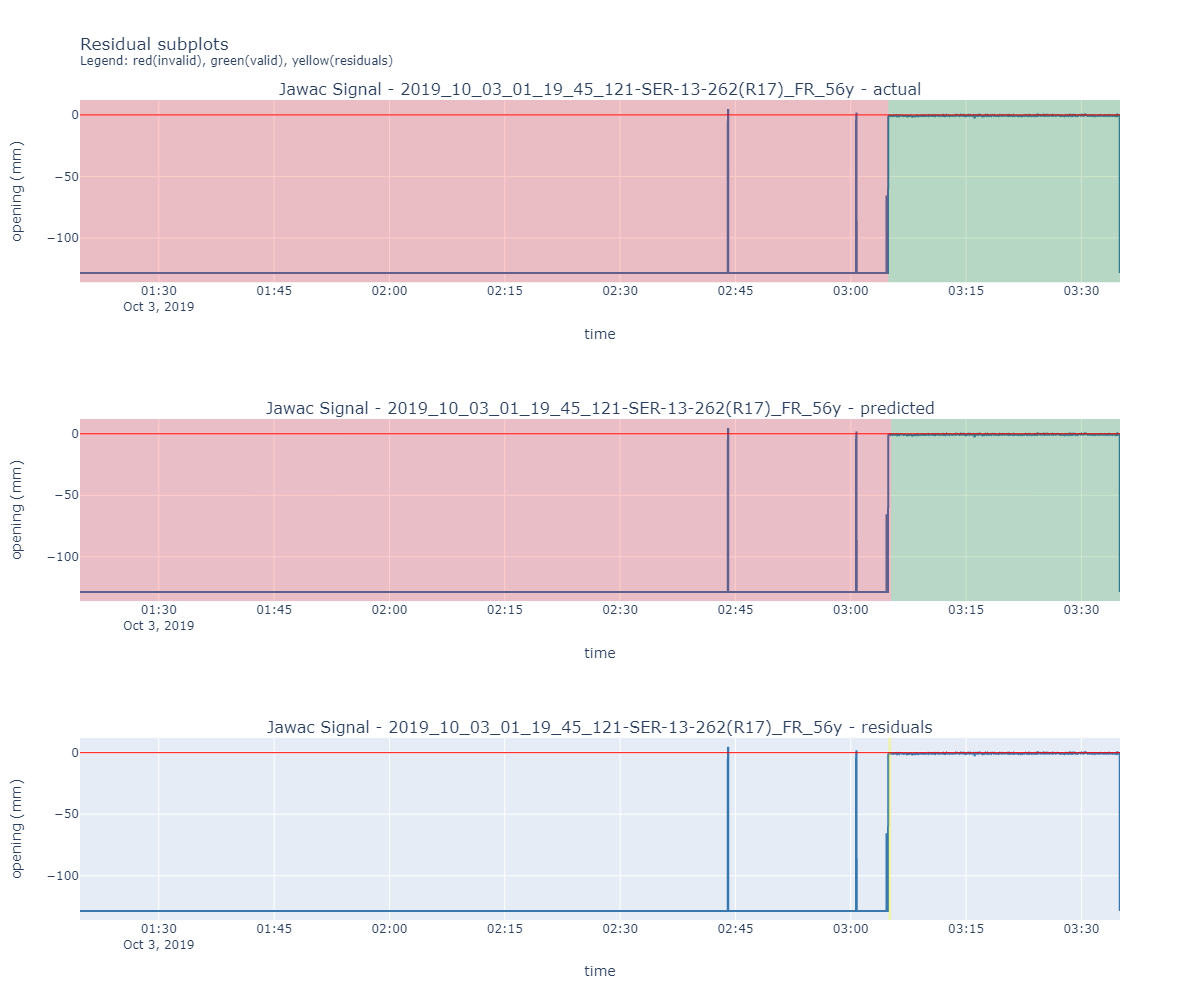 Residual subplots
Legend: red(invalid), green(valid), yellow(residuals)
Jawac Signal - 2019_10_03_01_19_45_121-SER-13-262(R17)_FR_56y - actual
0
−50
−100
opening (mm)
01:30 01:45 02:00 02:15 02:30 02:45 03:00 03:15 03:30
Oct 3, 2019
time
Jawac Signal - 2019_10_03_01_19_45_121-SER-13-262(R17)_FR_56y - predicted
0
−50
−100
opening (mm)
01:30 01:45 02:00 02:15 02:30 02:45 03:00 03:15 03:30
Oct 3, 2019
time
Jawac Signal - 2019_10_03_01_19_45_121-SER-13-262(R17)_FR_56y - residuals
0
−50
−100
opening (mm)
01:30 01:45 02:00 02:15 02:30 02:45 03:00 03:15 03:30
Oct 3, 2019
time